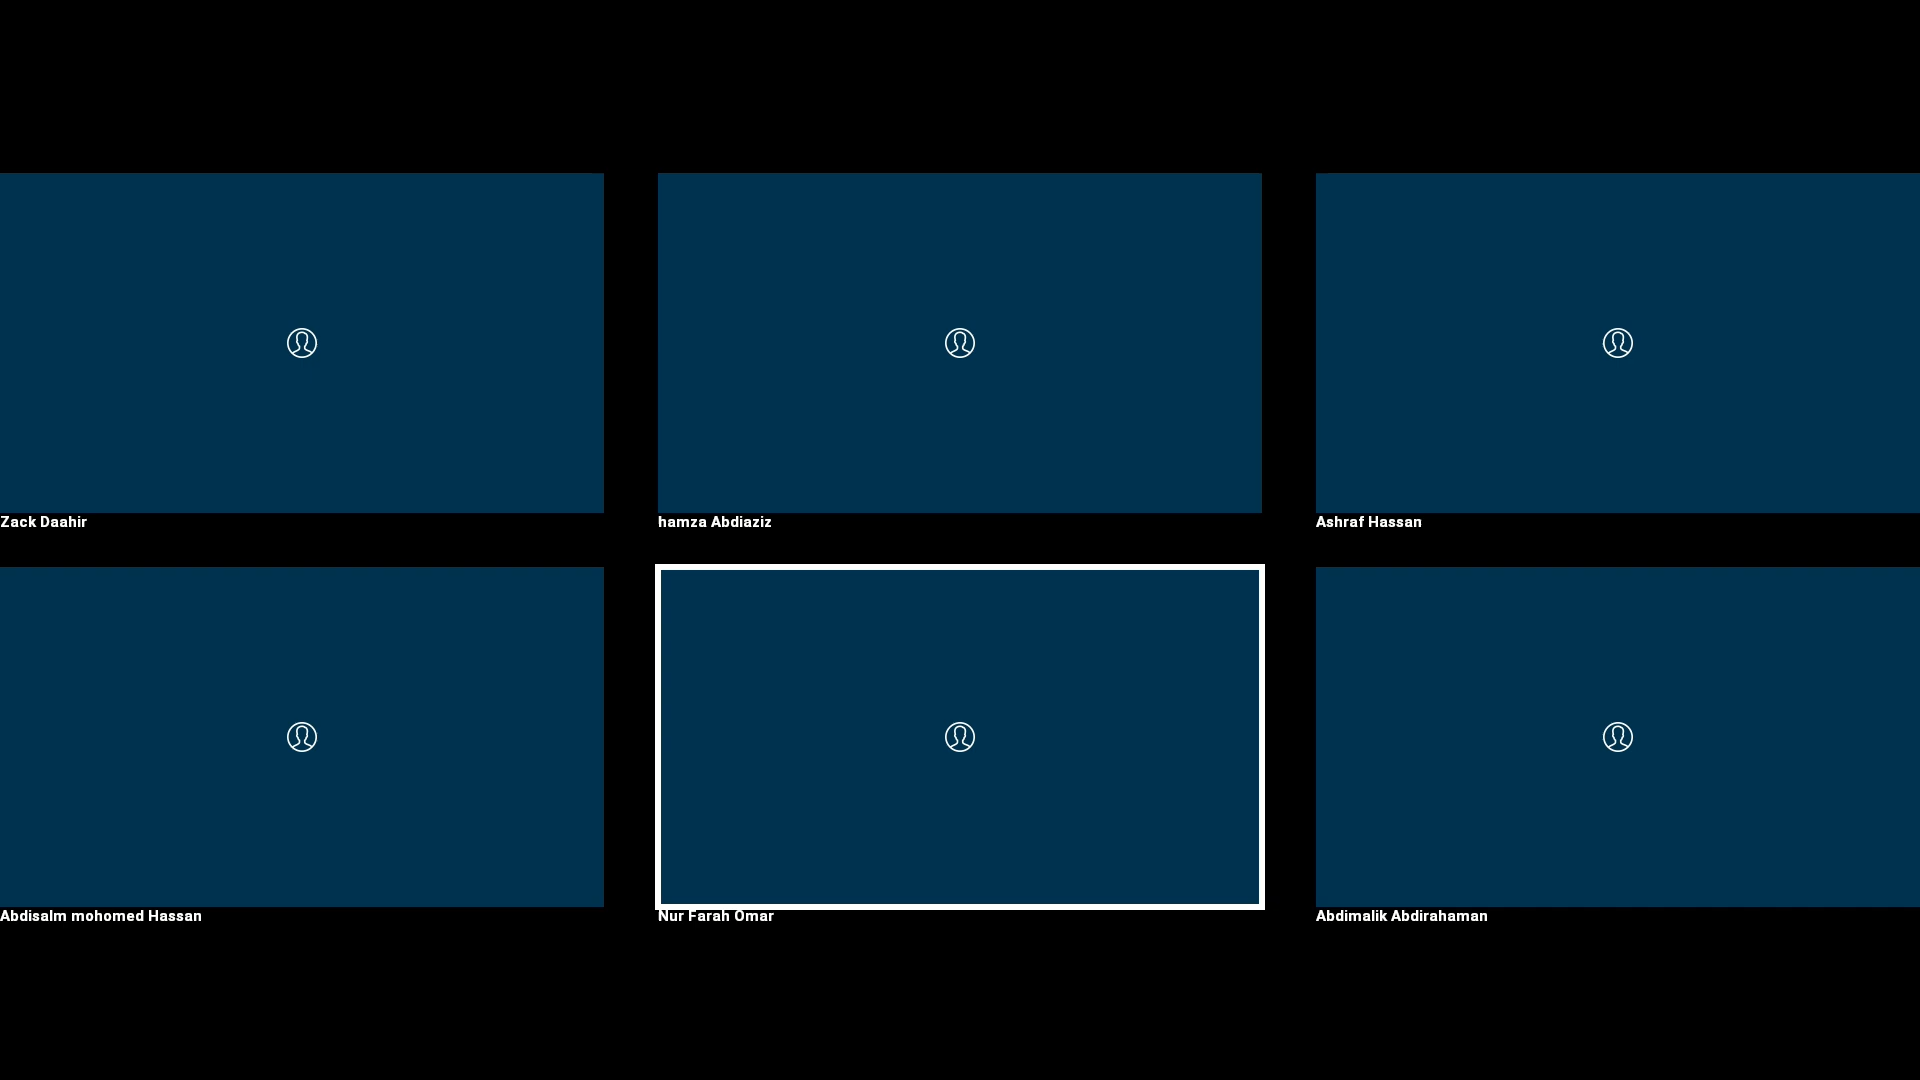 Zack Daahir
hamza Abdiaziz
Ashraf Hassan
Abdisalm mohomed Hassan
Nur Farah Omar
Abdimalik Abdirahaman